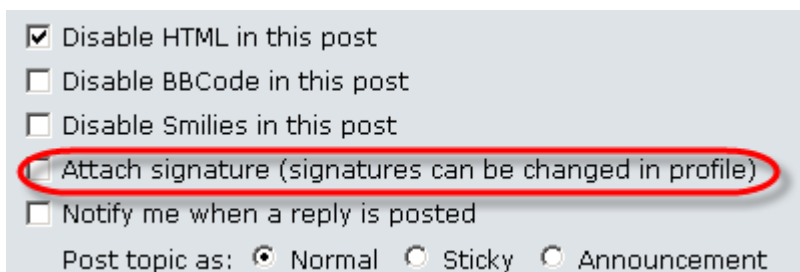 Disable HTML in this post
Disable BBCode in this post
Disable Smilies in this post
Attach signature (signatures can be changed in profile)
Notify me when a reply is posted
Post topic as: Normal Sticky Announcement